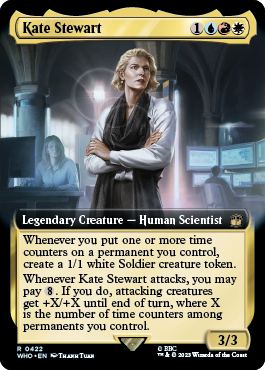 Kate Stewart 1
Legendary Creature — Human Scientist
Whenever you put one or more time
counters on a permanent you control,
create a 1/1 white Soldier creature token.
Whenever Kate Stewart attacks, you may
pay 8. If you do, attacking creatures
get +X/+X until end of turn, where X
is the number of time counters among
permanents you control.
3/3
R 0422
WHO • EN Thanh Tuan
© BBC
™ & © 2023 Wizards of the Coast